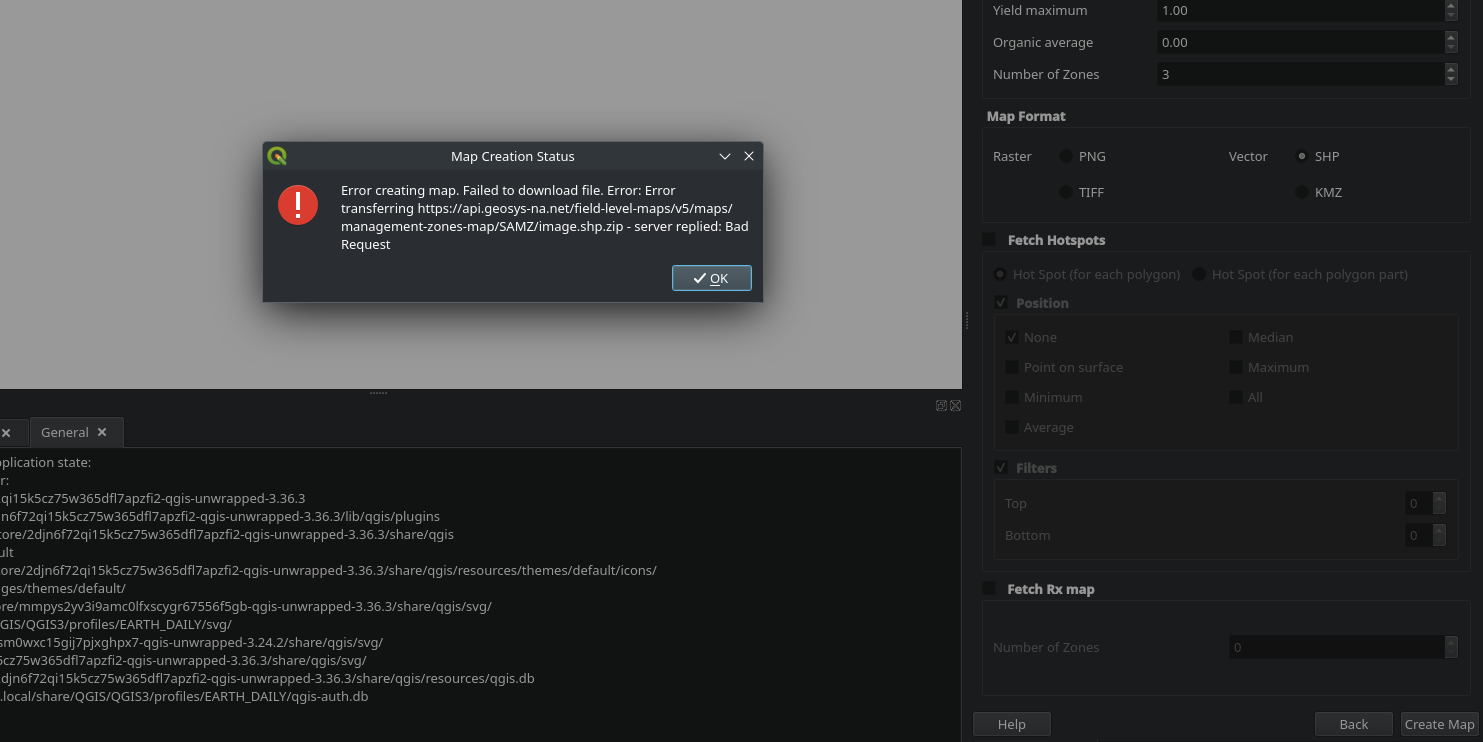 Yield maximum 1.00
Organic average 0.00
Number of Zones 3
Map Format
Raster PNG Vector SHP
TIFF KMZ
Fetch Hotspots
Hot Spot (for each polygon) Hot Spot (for each polygon part)
Position
None Median
Point on surface Maximum
Minimum All
Average
Filters
Top 0
Bottom 0
Fetch Rx map
Number of Zones 0
Help Back Create Map
Map Creation Status
Error creating map. Failed to download file. Error: Error
transferring https://api.geosys-na.net/field-level-maps/v5/maps/
management-zones-map/SAMZ/image.shp.zip - server replied: Bad
Request
OK
General
pplication state:
r:
qi15k5cz75w365dfl7apzfi2-qgis-unwrapped-3.36.3
n6f72qi15k5cz75w365dfl7apzfi2-qgis-unwrapped-3.36.3/lib/qgis/plugins
tore/2djn6f72qi15k5cz75w365dfl7apzfi2-qgis-unwrapped-3.36.3/share/qgis
ult
ore/2djn6f72qi15k5cz75w365dfl7apzfi2-qgis-unwrapped-3.36.3/share/qgis/resources/themes/default/icons/
ges/themes/default/
re/mmpys2yv3i9amc0lfxscygr67556f5gb-qgis-unwrapped-3.36.3/share/qgis/svg/
GIS/QGIS3/profiles/EARTH_DAILY/svg/
sm0wxc15gij7pjxghpx7-qgis-unwrapped-3.24.2/share/qgis/svg/
5cz75w365dfl7apzfi2-qgis-unwrapped-3.36.3/share/qgis/svg/
djn6f72qi15k5cz75w365dfl7apzfi2-qgis-unwrapped-3.36.3/share/qgis/resources/qgis.db
.local/share/QGIS/QGIS3/profiles/EARTH_DAILY/qgis-auth.db